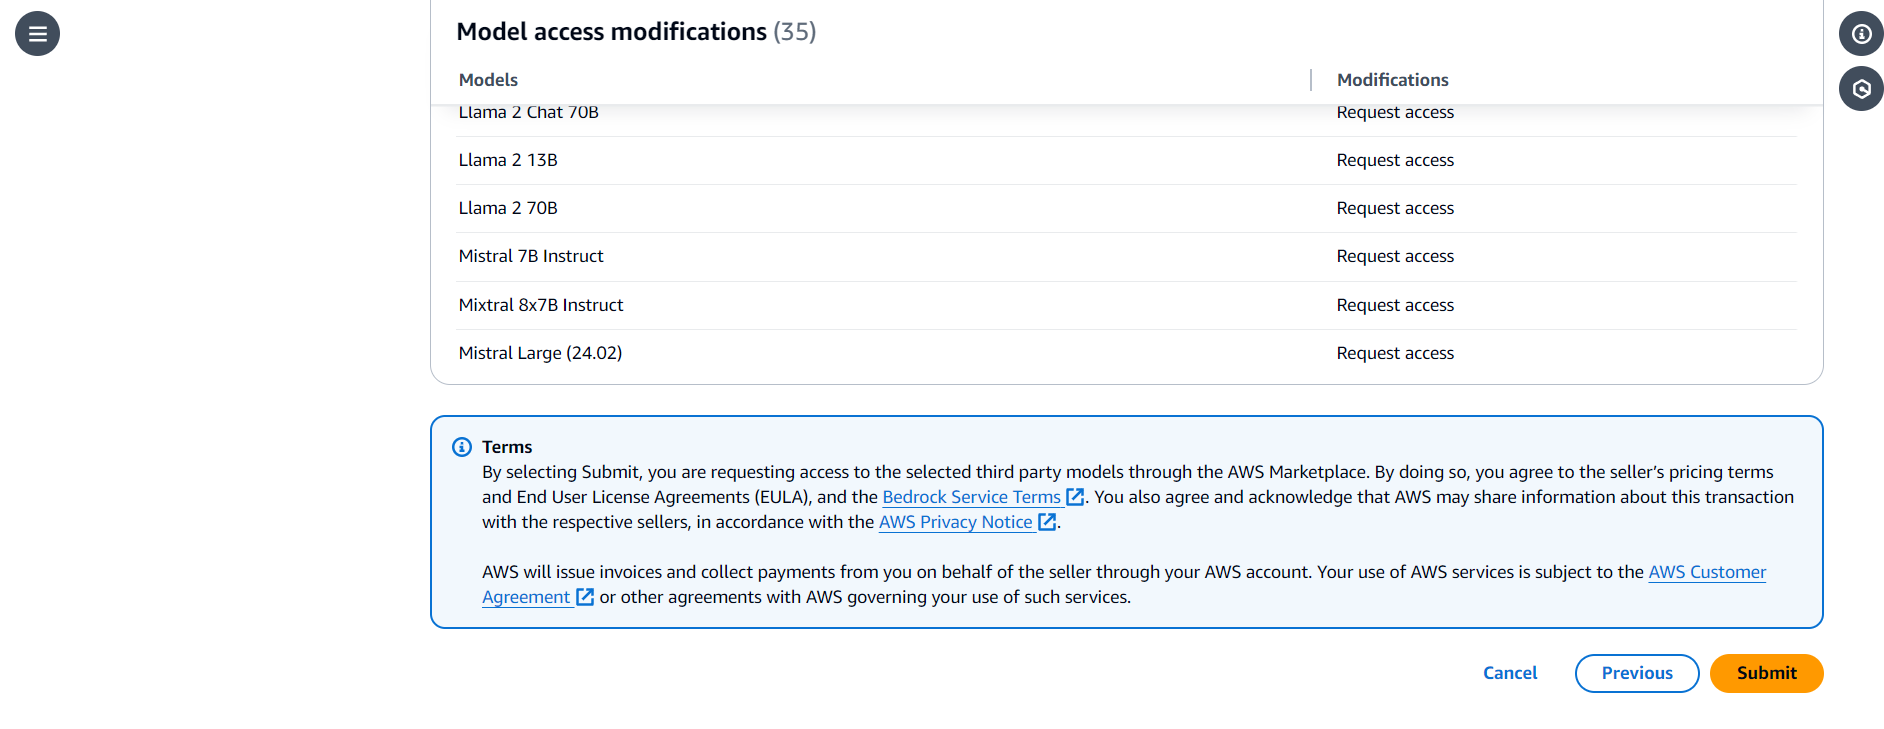 Model access modifications (35)
Models Modifications
Llama 2 Chat 70B Request access
Llama 2 13B Request access
Llama 2 70B Request access
Mistral 7B Instruct Request access
Mixtral 8x7B Instruct Request access
Mistral Large (24.02) Request access
Terms
By selecting Submit, you are requesting access to the selected third party models through the AWS Marketplace. By doing so, you agree to the seller’s pricing terms
and End User License Agreements (EULA), and the Bedrock Service Terms. You also agree and acknowledge that AWS may share information about this transaction
with the respective sellers, in accordance with the AWS Privacy Notice.
AWS will issue invoices and collect payments from you on behalf of the seller through your AWS account. Your use of AWS services is subject to the AWS Customer
Agreement or other agreements with AWS governing your use of such services.
Cancel Previous Submit